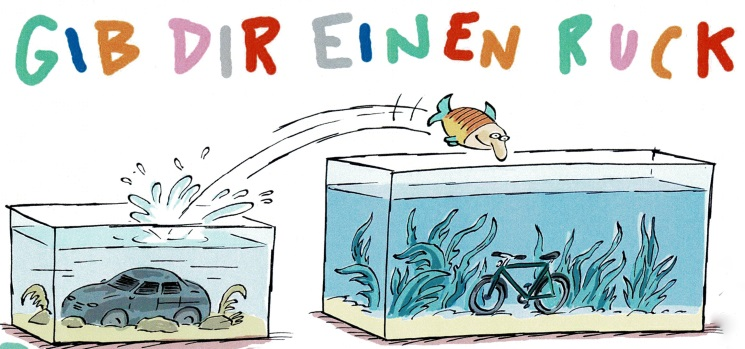 GIB DIR EINEN RUCK